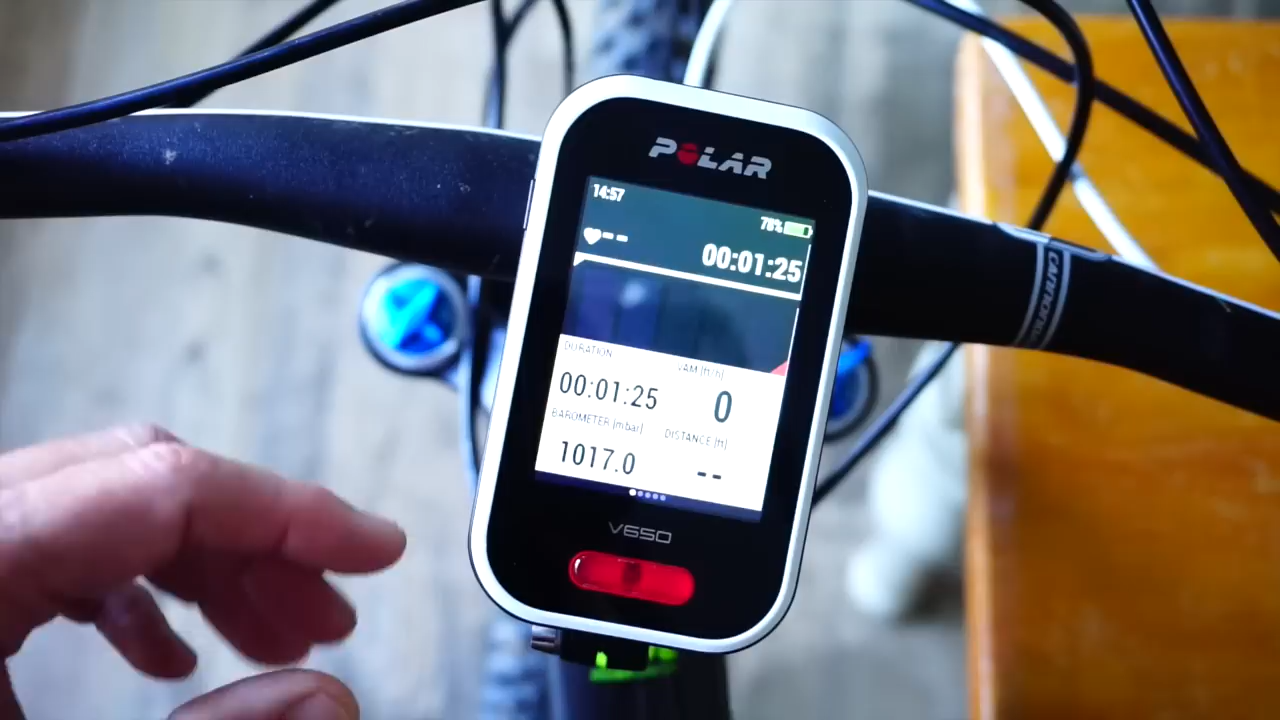 POLAR
14:57
78%
--
00:01:25
DURATION
VAM [ft/h]
00:01:25
0
BAROMETER [mbar]
DISTANCE [ft]
1017.0
--
V650